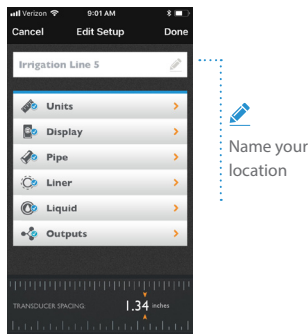 Verizon 9:01 AM
Cancel Edit Setup Done
Irrigation Line 5
Units
Display
Pipe
Liner
Liquid
Outputs
TRANSDUCER SPACING 1.34 inches
Name your
location